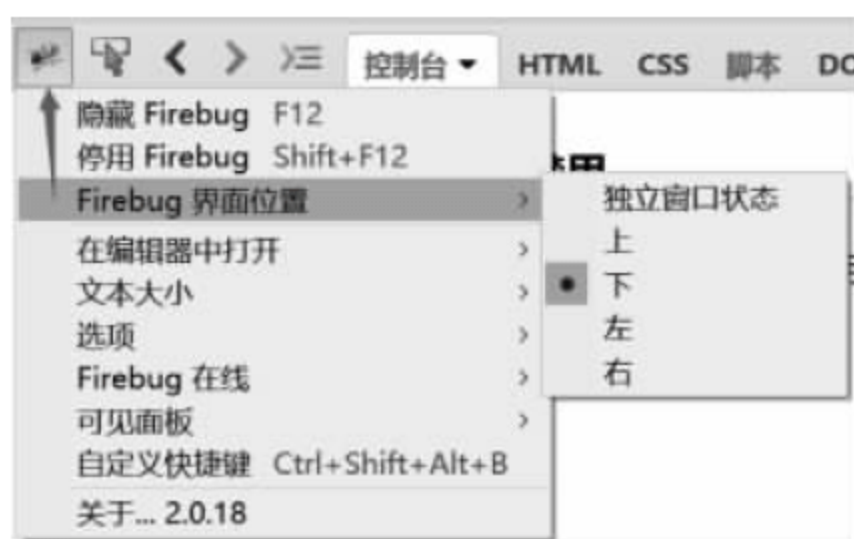 控制台 HTML CSS 脚本 DO
隐藏 Firebug F12
停用 Firebug Shift+F12
Firebug 界面位置
独立窗口状态
上
下
左
右
在编辑器中打开
文本大小
选项
Firebug 在线
可见面板
自定义快捷键 Ctrl+Shift+Alt+B
关于... 2.0.18